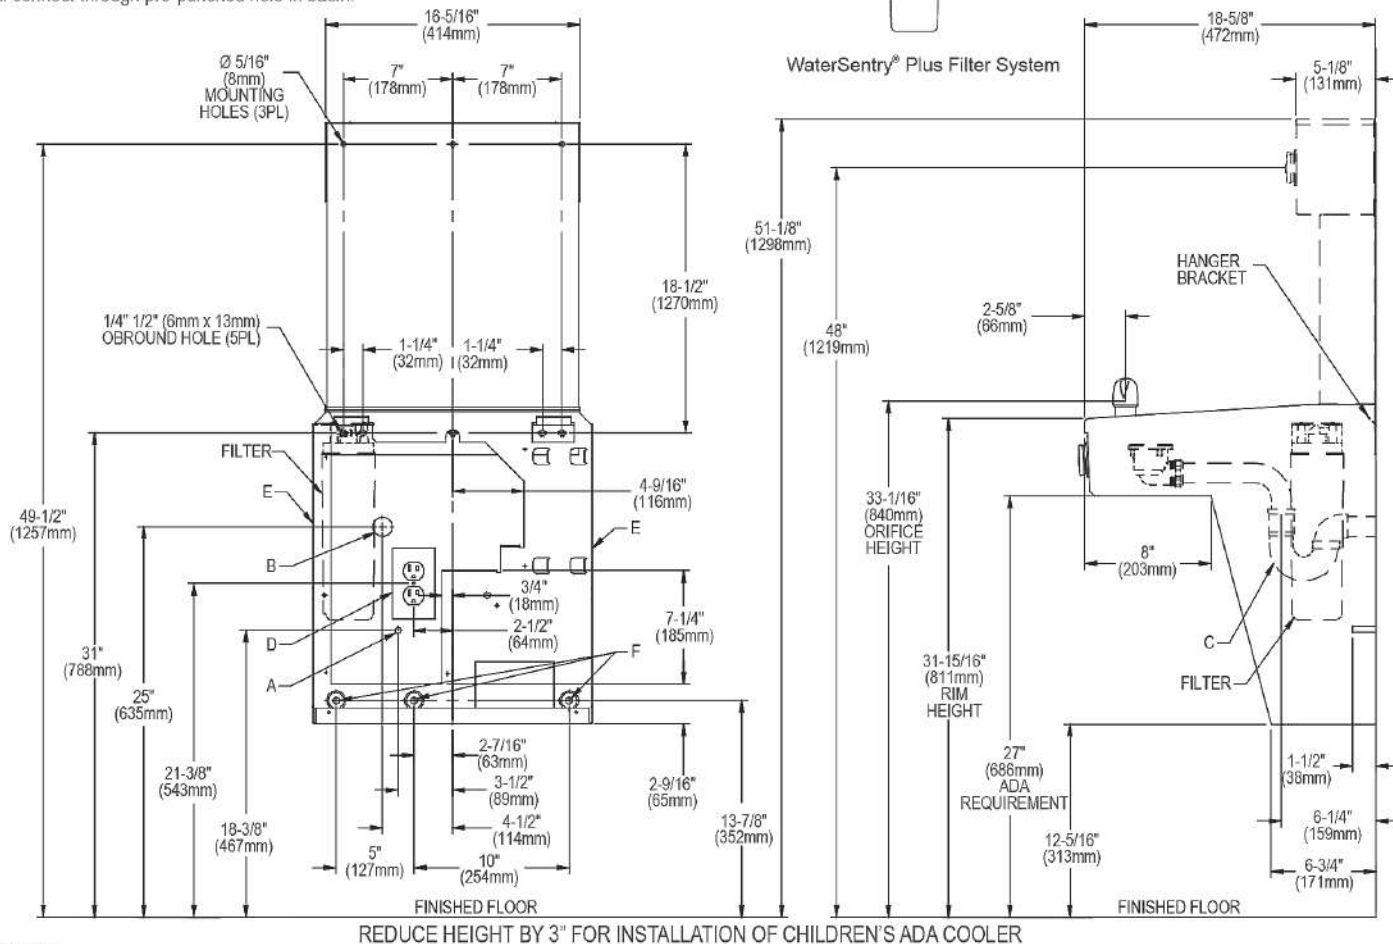 connect through pre-punched hole in basin.
16-5/16"
(414mm)
Ø 5/16"
(8mm)
MOUNTING
HOLES (3PL)
7"
(178mm)
7"
(178mm)
WaterSentry® Plus Filter System
18-5/8"
(472mm)
5-1/8"
(131mm)
51-1/8"
(1298mm)
HANGER
BRACKET
18-1/2"
(1270mm)
2-5/8"
(66mm)
1/4" 1/2" (6mm x 13mm)
OBROUND HOLE (5PL)
1-1/4"
(32mm)
1-1/4"
(32mm)
48"
(1219mm)
FILTER
E
4-9/16"
(116mm)
49-1/2"
(1257mm)
B
E
33-1/16"
(840mm)
ORIFICE
HEIGHT
8"
(203mm)
3/4"
(18mm)
2-1/2"
(64mm)
7-1/4"
(185mm)
D
F
A
31"
(788mm)
25"
(635mm)
C
31-15/16"
(811mm)
RIM
HEIGHT
FILTER
21-3/8"
(543mm)
2-7/16"
(63mm)
3-1/2"
(89mm)
4-1/2"
(114mm)
2-9/16"
(65mm)
27"
(686mm)
ADA
REQUIREMENT
1-1/2"
(38mm)
18-3/8"
(467mm)
13-7/8"
(352mm)
6-1/4"
(159mm)
12-5/16"
(313mm)
5"
(127mm)
10"
(254mm)
6-3/4"
(171mm)
FINISHED FLOOR
FINISHED FLOOR
REDUCE HEIGHT BY 3" FOR INSTALLATION OF CHILDREN'S ADA COOLER